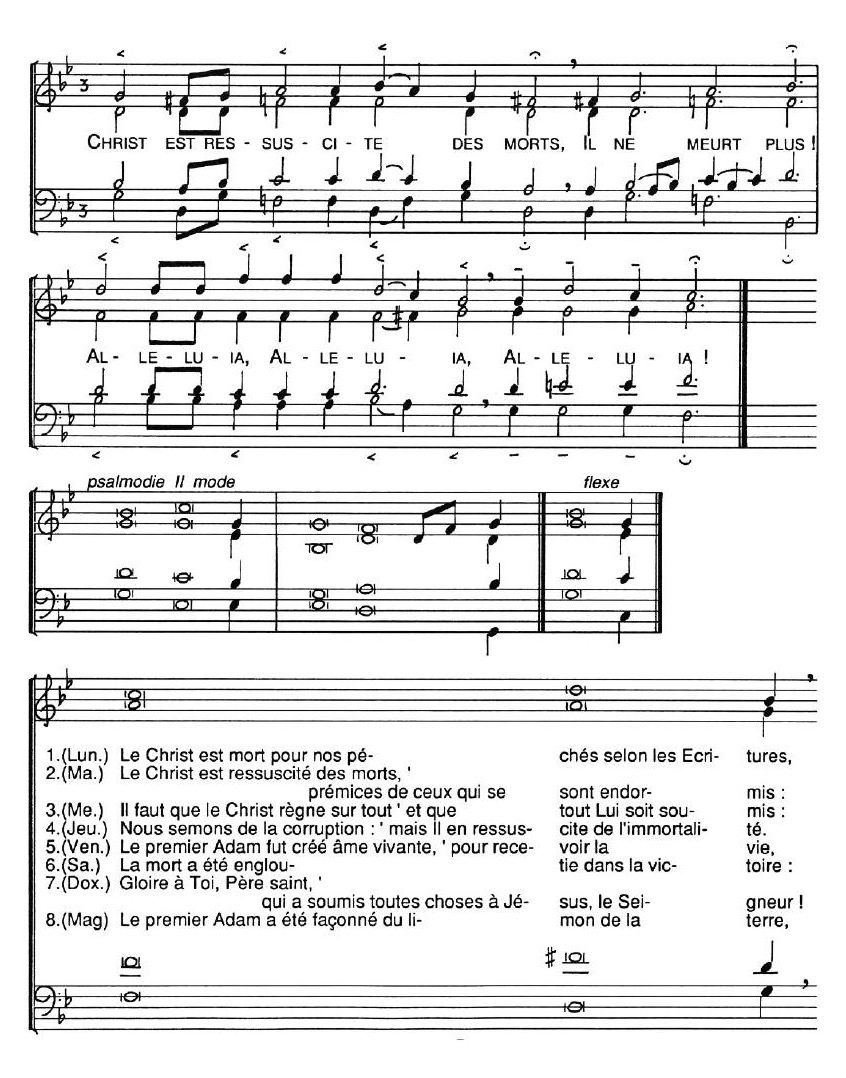 CHRIST EST RES - SUS - CI - TE DES MORTS, IL NE MEURT PLUS !
AL - LE - LU - IA, AL - LE - LU - IA, AL - LE - LU - IA !
psalmodie II mode flexe
1.(Lun.) Le Christ est mort pour nos pé- chés selon les Ecri- tures,
2.(Ma.) Le Christ est ressuscité des morts, '
prémices de ceux qui se sont endor- mis :
3.(Me.) Il faut que le Christ règne sur tout ' et que tout Lui soit sou- mis :
4.(Jeu.) Nous semons de la corruption : ' mais Il en ressus- cite de l'immortali- té.
5.(Ven.) Le premier Adam fut créé âme vivante, ' pour rece- voir la vie,
6.(Sa.) La mort a été englou- tie dans la vic- toire :
7.(Dox.) Gloire à Toi, Père saint, '
qui a soumis toutes choses à Jé- sus, le Sei- gneur !
8.(Mag) Le premier Adam a été façonné du li- mon de la terre,